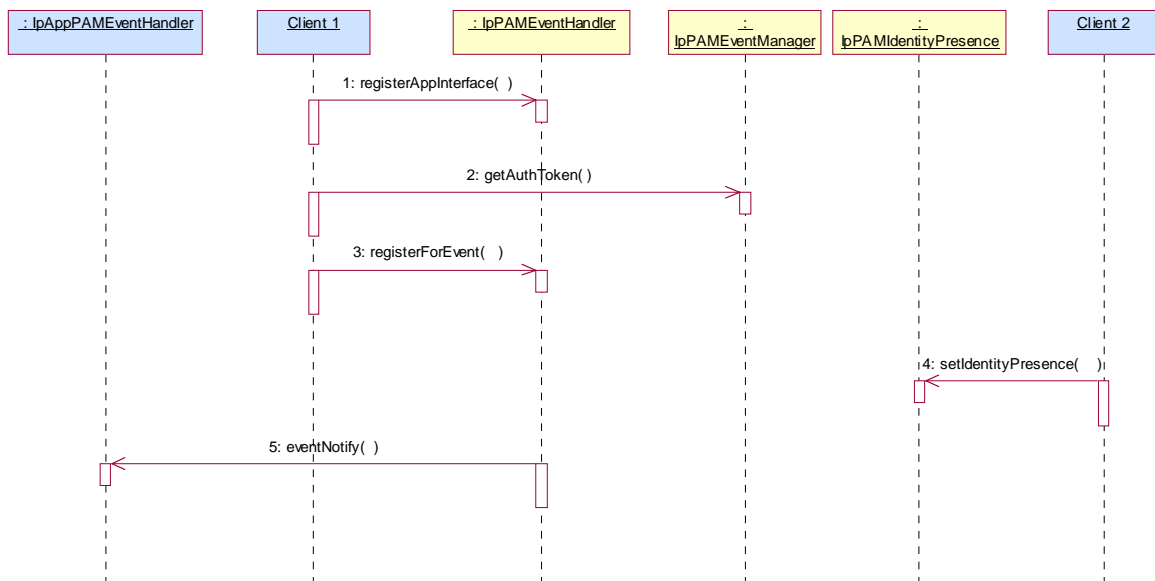 : IpAppPAMEventHandler
Client 1
: IpPAMEventHandler
:
IpPAMEventManager
:
IpPAMIdentityPresence
Client 2
1: registerAppInterface( )
2: getAuthToken( )
3: registerForEvent( )
4: setIdentityPresence( )
5: eventNotify( )